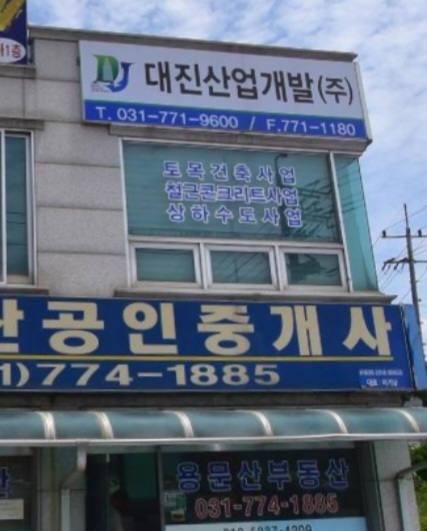 대진산업개발(주)
T. 031-771-9600 / F.771-1180
토목건축사업
철근콘크리트사업
상하수도사업
공인중개사
1)774-1885
용문산부동산
031-774-1885